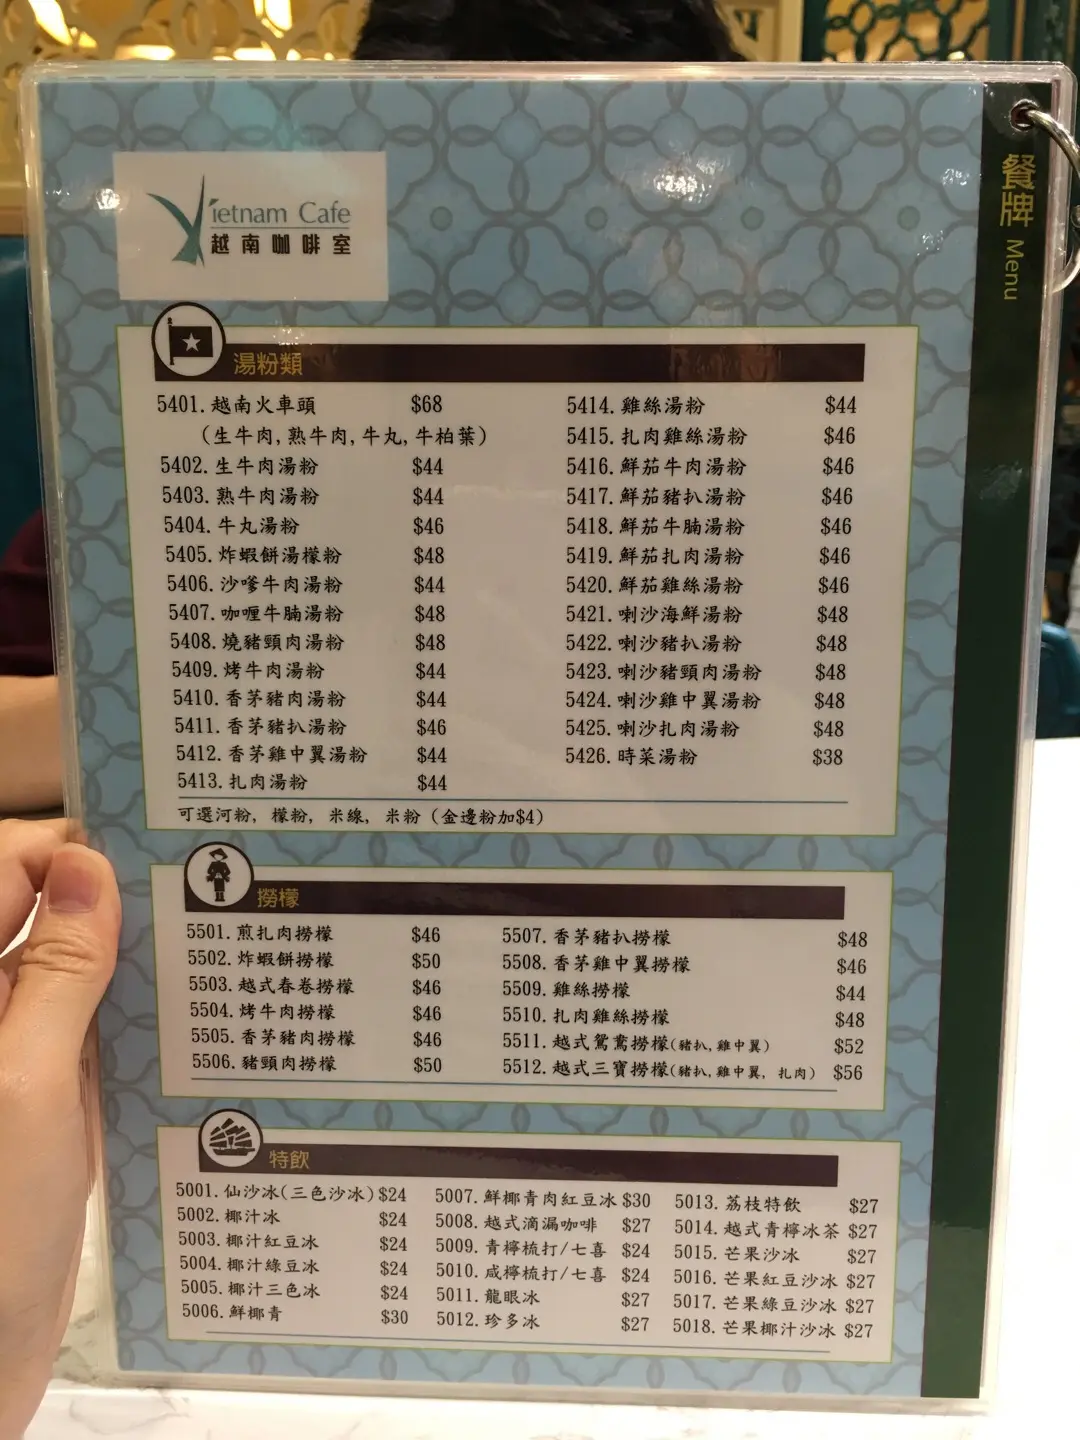 Vietnam Cafe
越南咖啡室
餐牌 Menu
湯粉類
5401. 越南火車頭 $68
(生牛肉, 熟牛肉, 牛丸, 牛柏葉)
5402. 生牛肉湯粉 $44
5403. 熟牛肉湯粉 $44
5404. 牛丸湯粉 $46
5405. 炸蝦餅湯檬粉 $48
5406. 沙嗲牛肉湯粉 $44
5407. 咖喱牛腩湯粉 $48
5408. 燒豬頸肉湯粉 $48
5409. 烤牛肉湯粉 $44
5410. 香茅豬肉湯粉 $44
5411. 香茅豬扒湯粉 $46
5412. 香茅雞中翼湯粉 $44
5413. 扎肉湯粉 $44
5414. 雞絲湯粉 $44
5415. 扎肉雞絲湯粉 $46
5416. 鮮茄牛肉湯粉 $46
5417. 鮮茄豬扒湯粉 $46
5418. 鮮茄牛腩湯粉 $46
5419. 鮮茄扎肉湯粉 $46
5420. 鮮茄雞絲湯粉 $46
5421. 喇沙海鮮湯粉 $48
5422. 喇沙豬扒湯粉 $48
5423. 喇沙豬頸肉湯粉 $48
5424. 喇沙雞中翼湯粉 $48
5425. 喇沙扎肉湯粉 $48
5426. 時菜湯粉 $38
可選河粉, 檬粉, 米線, 米粉 (金邊粉加$4)
撈檬
5501. 煎扎肉撈檬 $46
5502. 炸蝦餅撈檬 $50
5503. 越式春卷撈檬 $46
5504. 烤牛肉撈檬 $46
5505. 香茅豬肉撈檬 $46
5506. 豬頸肉撈檬 $50
5507. 香茅豬扒撈檬 $48
5508. 香茅雞中翼撈檬 $46
5509. 雞絲撈檬 $44
5510. 扎肉雞絲撈檬 $48
5511. 越式鴛鴦撈檬(豬扒, 雞中翼) $52
5512. 越式三寶撈檬(豬扒, 雞中翼, 扎肉) $56
特飲
5001. 仙沙冰(三色沙冰) $24
5002. 椰汁冰 $24
5003. 椰汁紅豆冰 $24
5004. 椰汁綠豆冰 $24
5005. 椰汁三色冰 $24
5006. 鮮椰青 $30
5007. 鮮椰青肉紅豆冰 $30
5008. 越式滴漏咖啡 $27
5009. 青檸梳打/七喜 $24
5010. 咸檸梳打/七喜 $24
5011. 龍眼冰 $27
5012. 珍多冰 $27
5013. 荔枝特飲 $27
5014. 越式青檸冰茶 $27
5015. 芒果沙冰 $27
5016. 芒果紅豆沙冰 $27
5017. 芒果綠豆沙冰 $27
5018. 芒果椰汁沙冰 $27